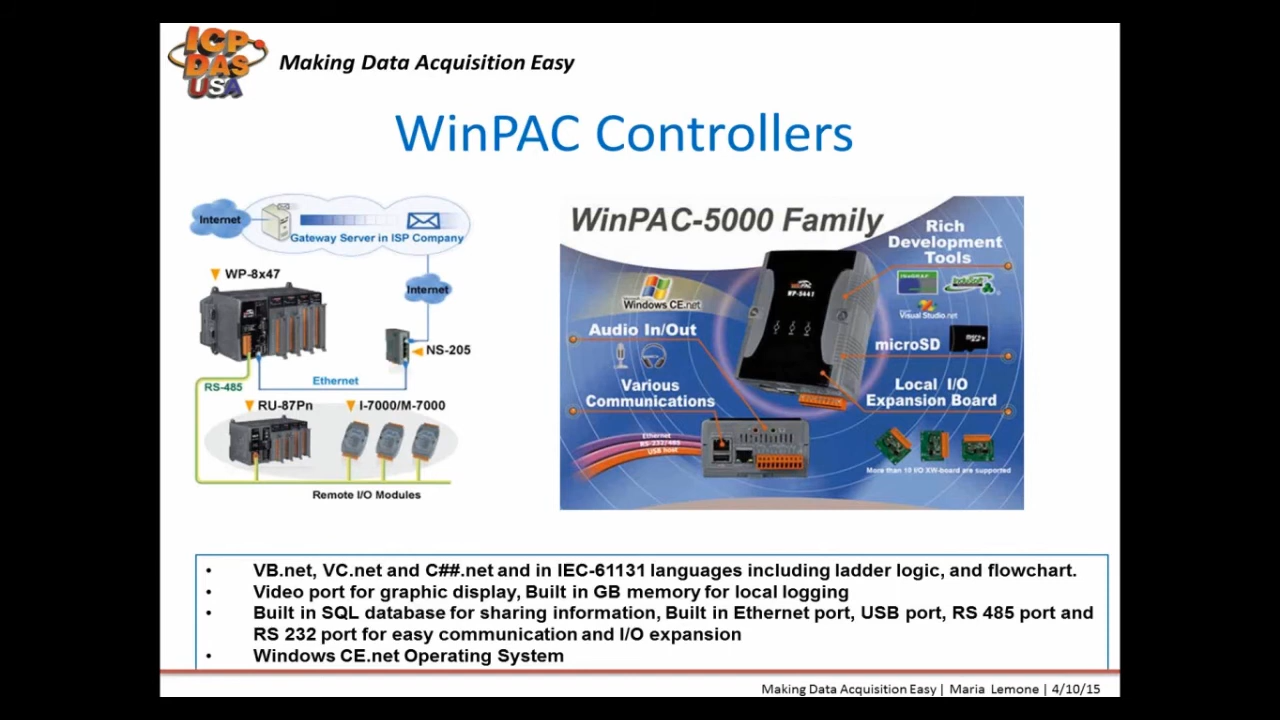 ICP
DAS
USA
Making Data Acquisition Easy
WinPAC Controllers
Internet
Gateway Server in ISP Company
WP-8x47
Internet
NS-205
RS-485
Ethernet
RU-87Pn
I-7000/M-7000
Remote I/O Modules
WinPAC-5000 Family
Rich
Development
Tools
Windows CE.net
WP-5441
Visual Studio.net
Audio In/Out
microSD
Various
Communications
Local I/O
Expansion Board
Ethernet
RS-232/485
USB host
More than 10 I/O XW-board are supported
• VB.net, VC.net and C##.net and in IEC-61131 languages including ladder logic, and flowchart.
• Video port for graphic display, Built in GB memory for local logging
• Built in SQL database for sharing information, Built in Ethernet port, USB port, RS 485 port and
RS 232 port for easy communication and I/O expansion
• Windows CE.net Operating System
Making Data Acquisition Easy | Maria Lemone | 4/10/15